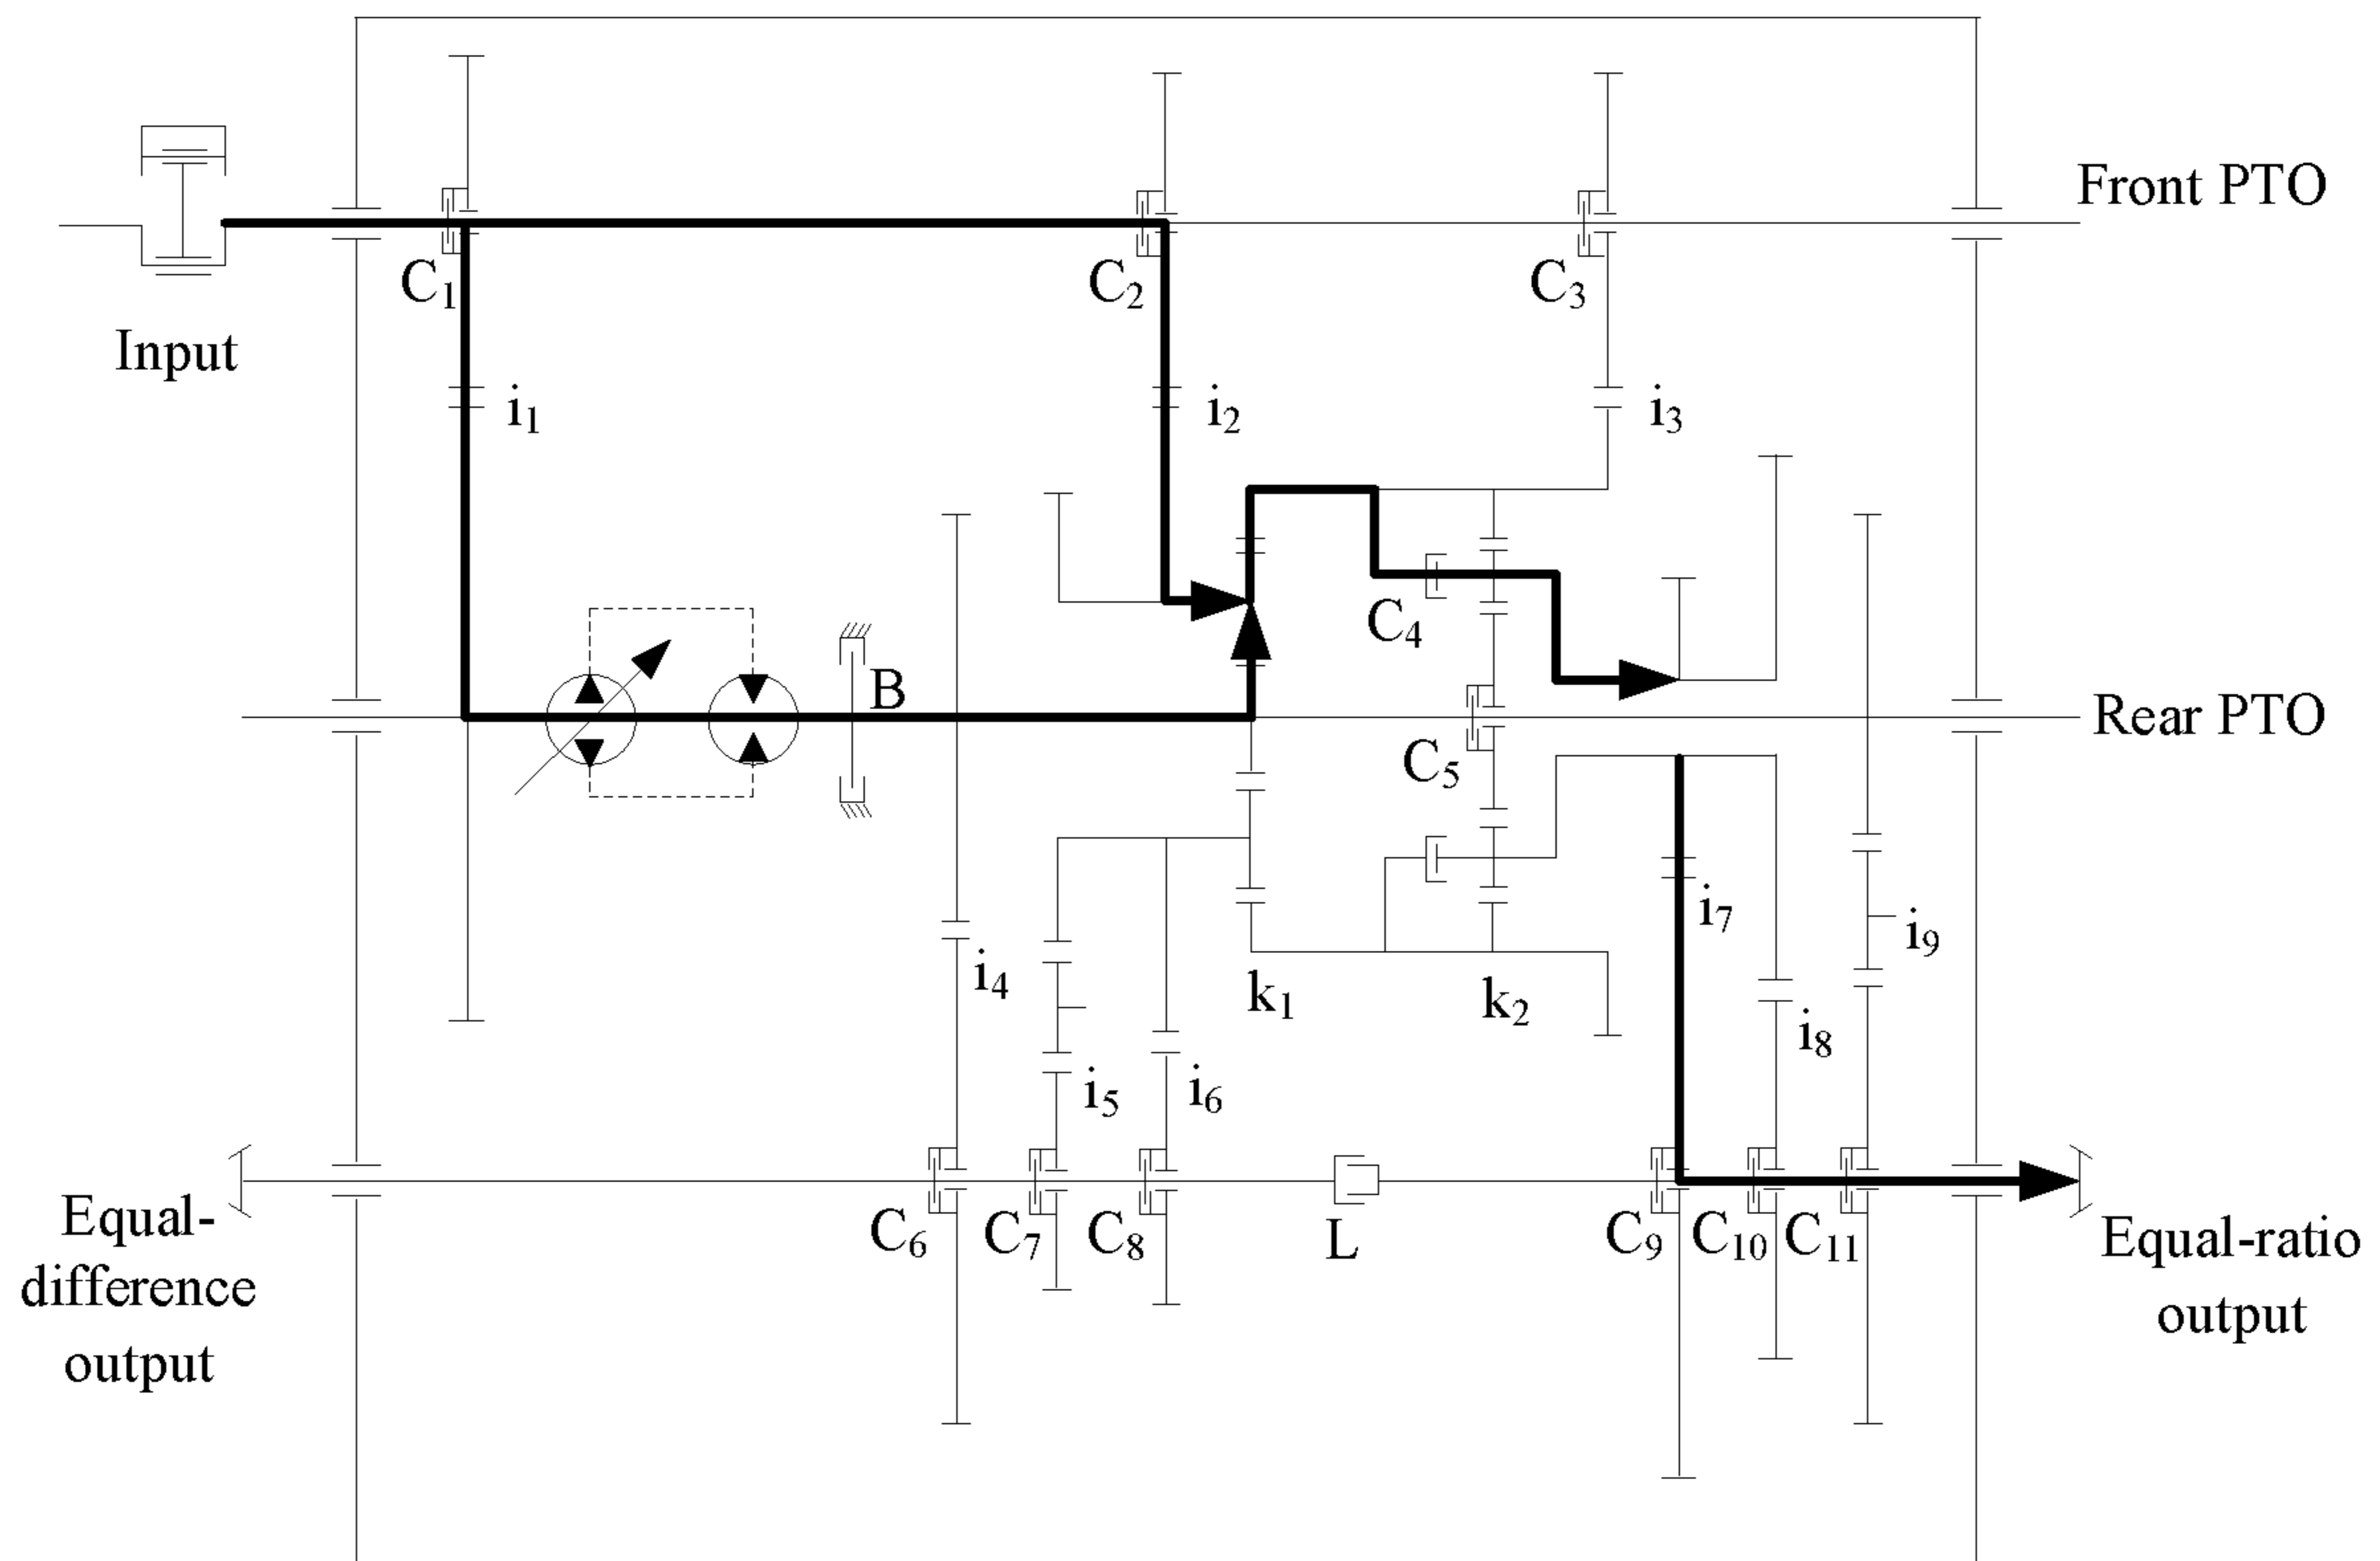 Front PTO
C₁
C₂
C₃
Input
i₁
i₂
i₃
C₄
B
Rear PTO
C₅
i₇
i₉
i₄
k₁
k₂
i₈
i₅
i₆
Equal-
difference
output
C₆
C₇
C₈
L
C₉
C₁₀
C₁₁
Equal-ratio
output